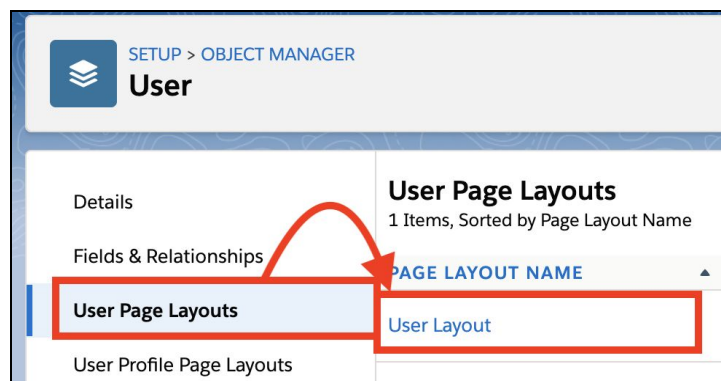 SETUP > OBJECT MANAGER
User
Details
Fields & Relationships
User Page Layouts
User Profile Page Layouts
User Page Layouts
1 Items, Sorted by Page Layout Name
PAGE LAYOUT NAME
User Layout